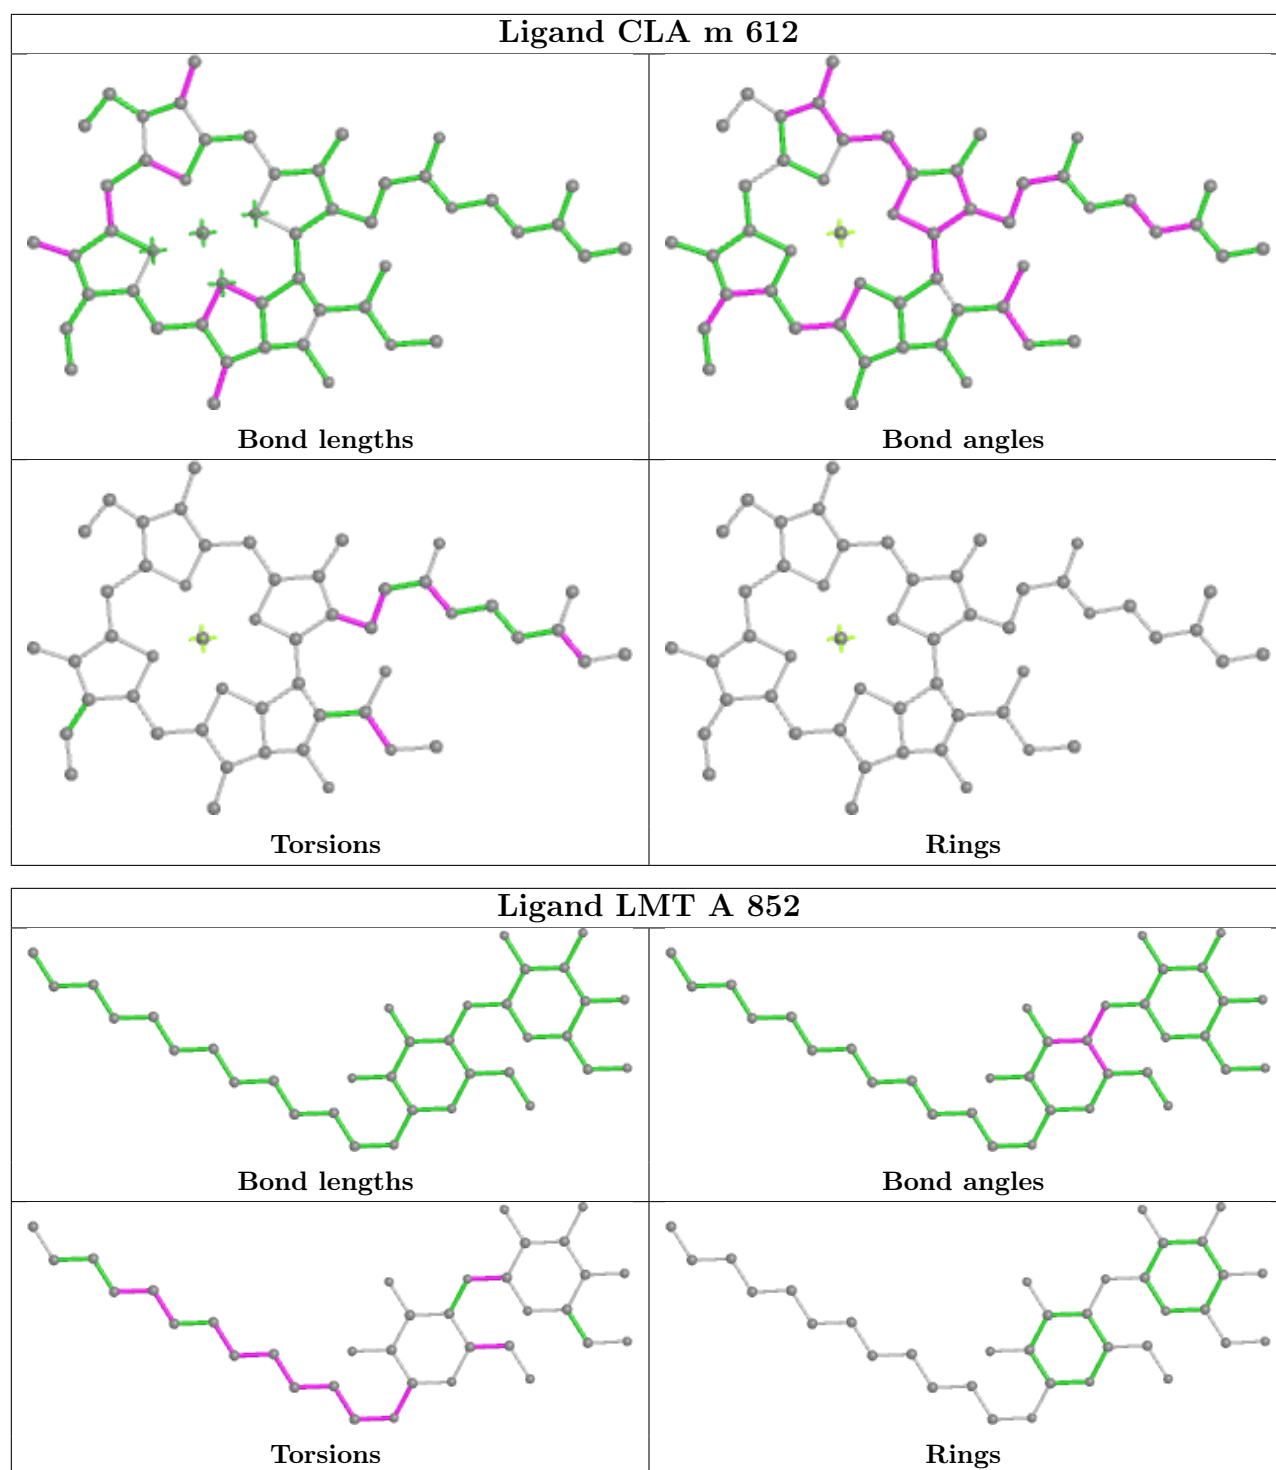 Ligand CLA m 612
Bond lengths
Bond angles
Torsions
Rings
Ligand LMT A 852
Bond lengths
Bond angles
Torsions
Rings